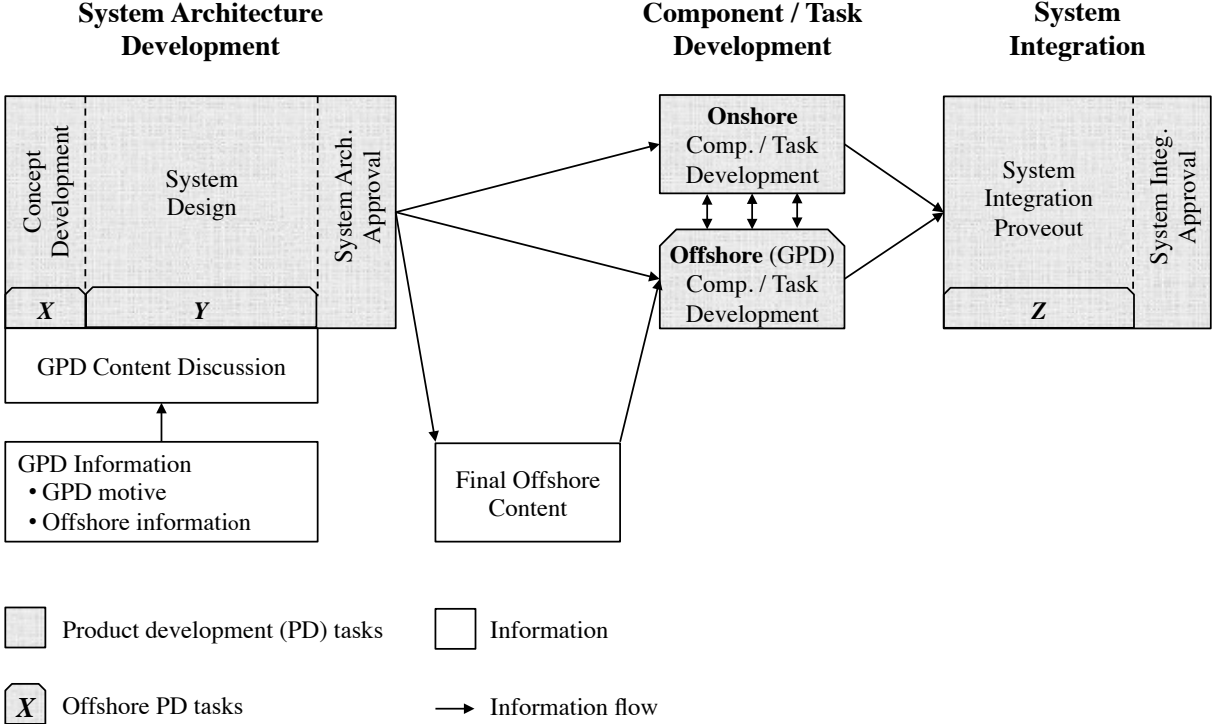 System Architecture
Development
Component / Task
Development
System
Integration
Concept
Development
System
Design
System Arch.
Approval
X
Y
GPD Content Discussion
GPD Information
• GPD motive
• Offshore information
Final Offshore
Content
Onshore
Comp. / Task
Development
Offshore (GPD)
Comp. / Task
Development
System
Integration
Proveout
System Integ.
Approval
Z
Product development (PD) tasks
Information
X
Offshore PD tasks
Information flow